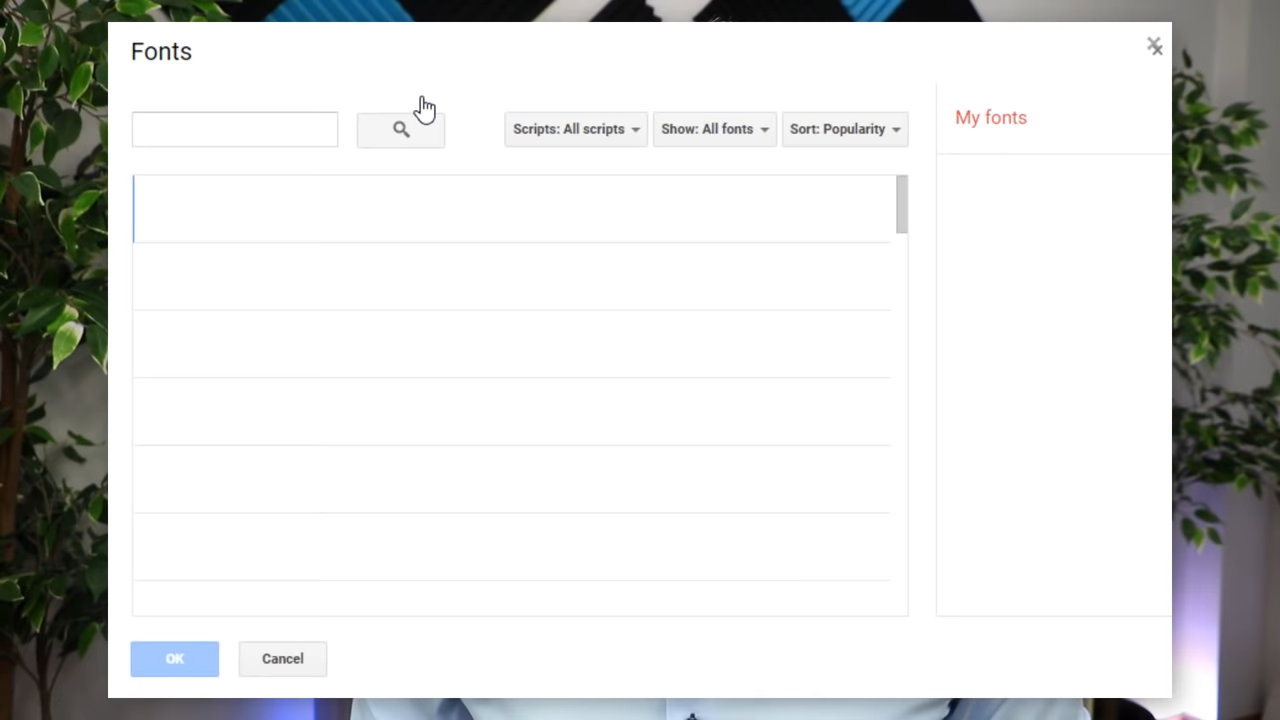 Fonts
Scripts: All scripts
Show: All fonts
Sort: Popularity
My fonts
OK
Cancel